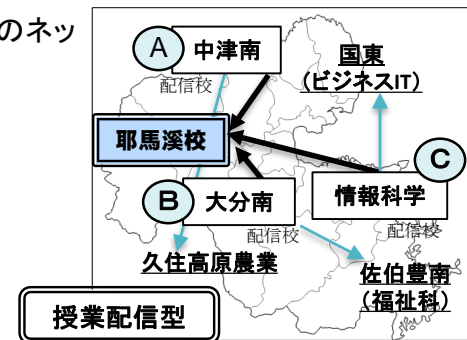 のネッ
A
中津南
配信校
国東
(ビジネスIT)
耶馬溪校
C
B
大分南
配信校
情報科学
配信校
久住高原農業
佐伯豊南
(福祉科)
授業配信型